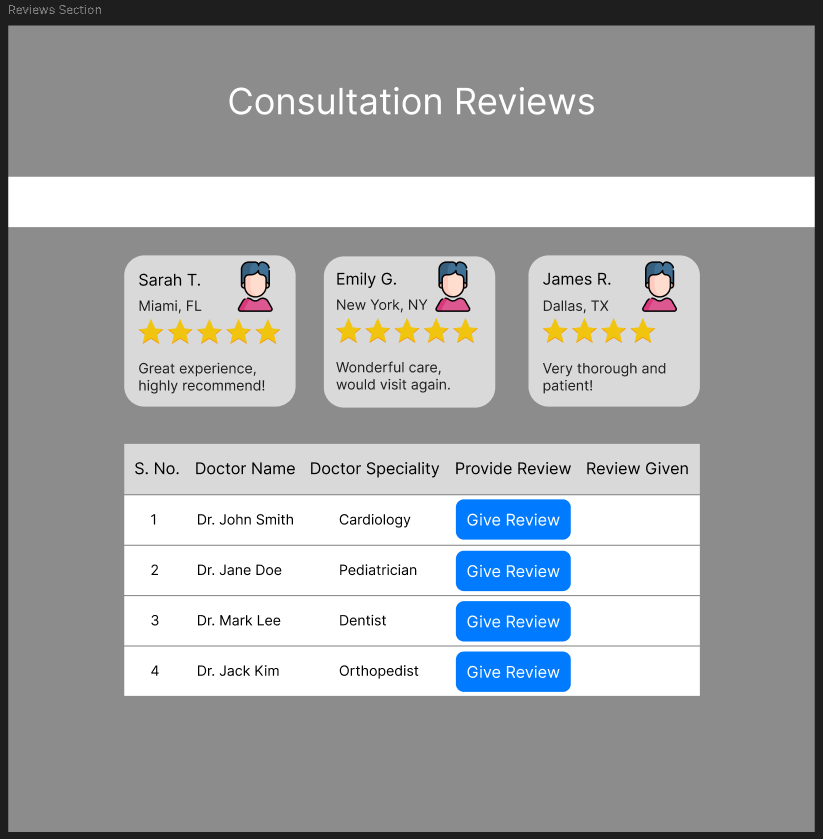 Reviews Section
Consultation Reviews
Sarah T.
Miami, FL
Great experience,
highly recommend!
Emily G.
New York, NY
Wonderful care,
would visit again.
James R.
Dallas, TX
Very thorough and
patient!
S. No. Doctor Name Doctor Speciality Provide Review Review Given
1 Dr. John Smith Cardiology Give Review
2 Dr. Jane Doe Pediatrician Give Review
3 Dr. Mark Lee Dentist Give Review
4 Dr. Jack Kim Orthopedist Give Review